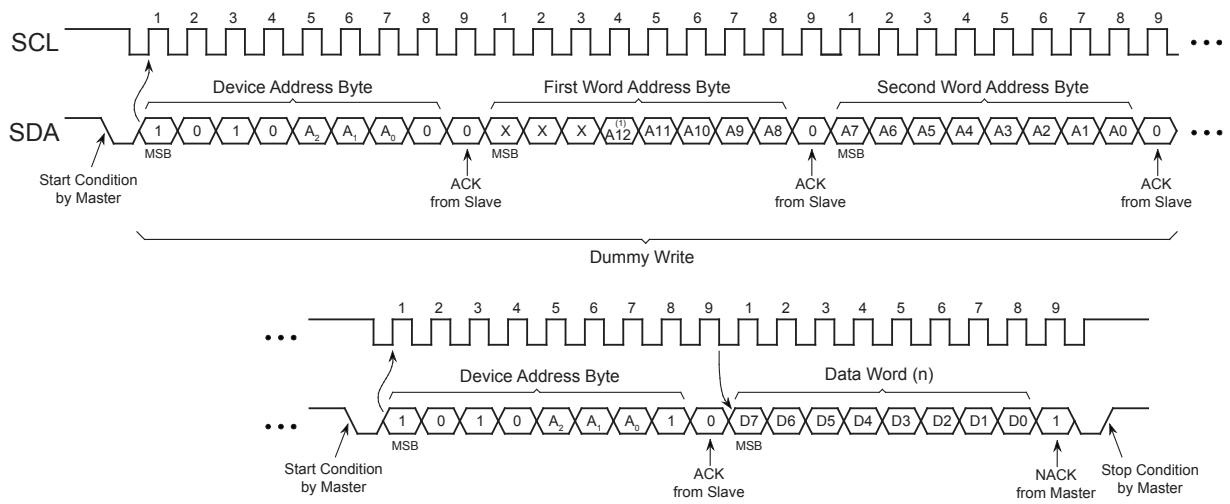 1 2 3 4 5 6 7 8 9 1 2 3 4 5 6 7 8 9 1 2 3 4 5 6 7 8 9
SCL
Device Address Byte First Word Address Byte Second Word Address Byte
SDA 1 0 1 0 A2 A1 A0 0 0 X X X A12(1) A11 A10 A9 A8 0 A7 A6 A5 A4 A3 A2 A1 A0 0
MSB MSB MSB
Start Condition
by Master
ACK
from Slave
ACK
from Slave
ACK
from Slave
Dummy Write
1 2 3 4 5 6 7 8 9 1 2 3 4 5 6 7 8 9
Device Address Byte Data Word (n)
1 0 1 0 A2 A1 A0 1 0 D7 D6 D5 D4 D3 D2 D1 D0 1
MSB MSB
Start Condition
by Master
ACK
from Slave
NACK
from Master
Stop Condition
by Master